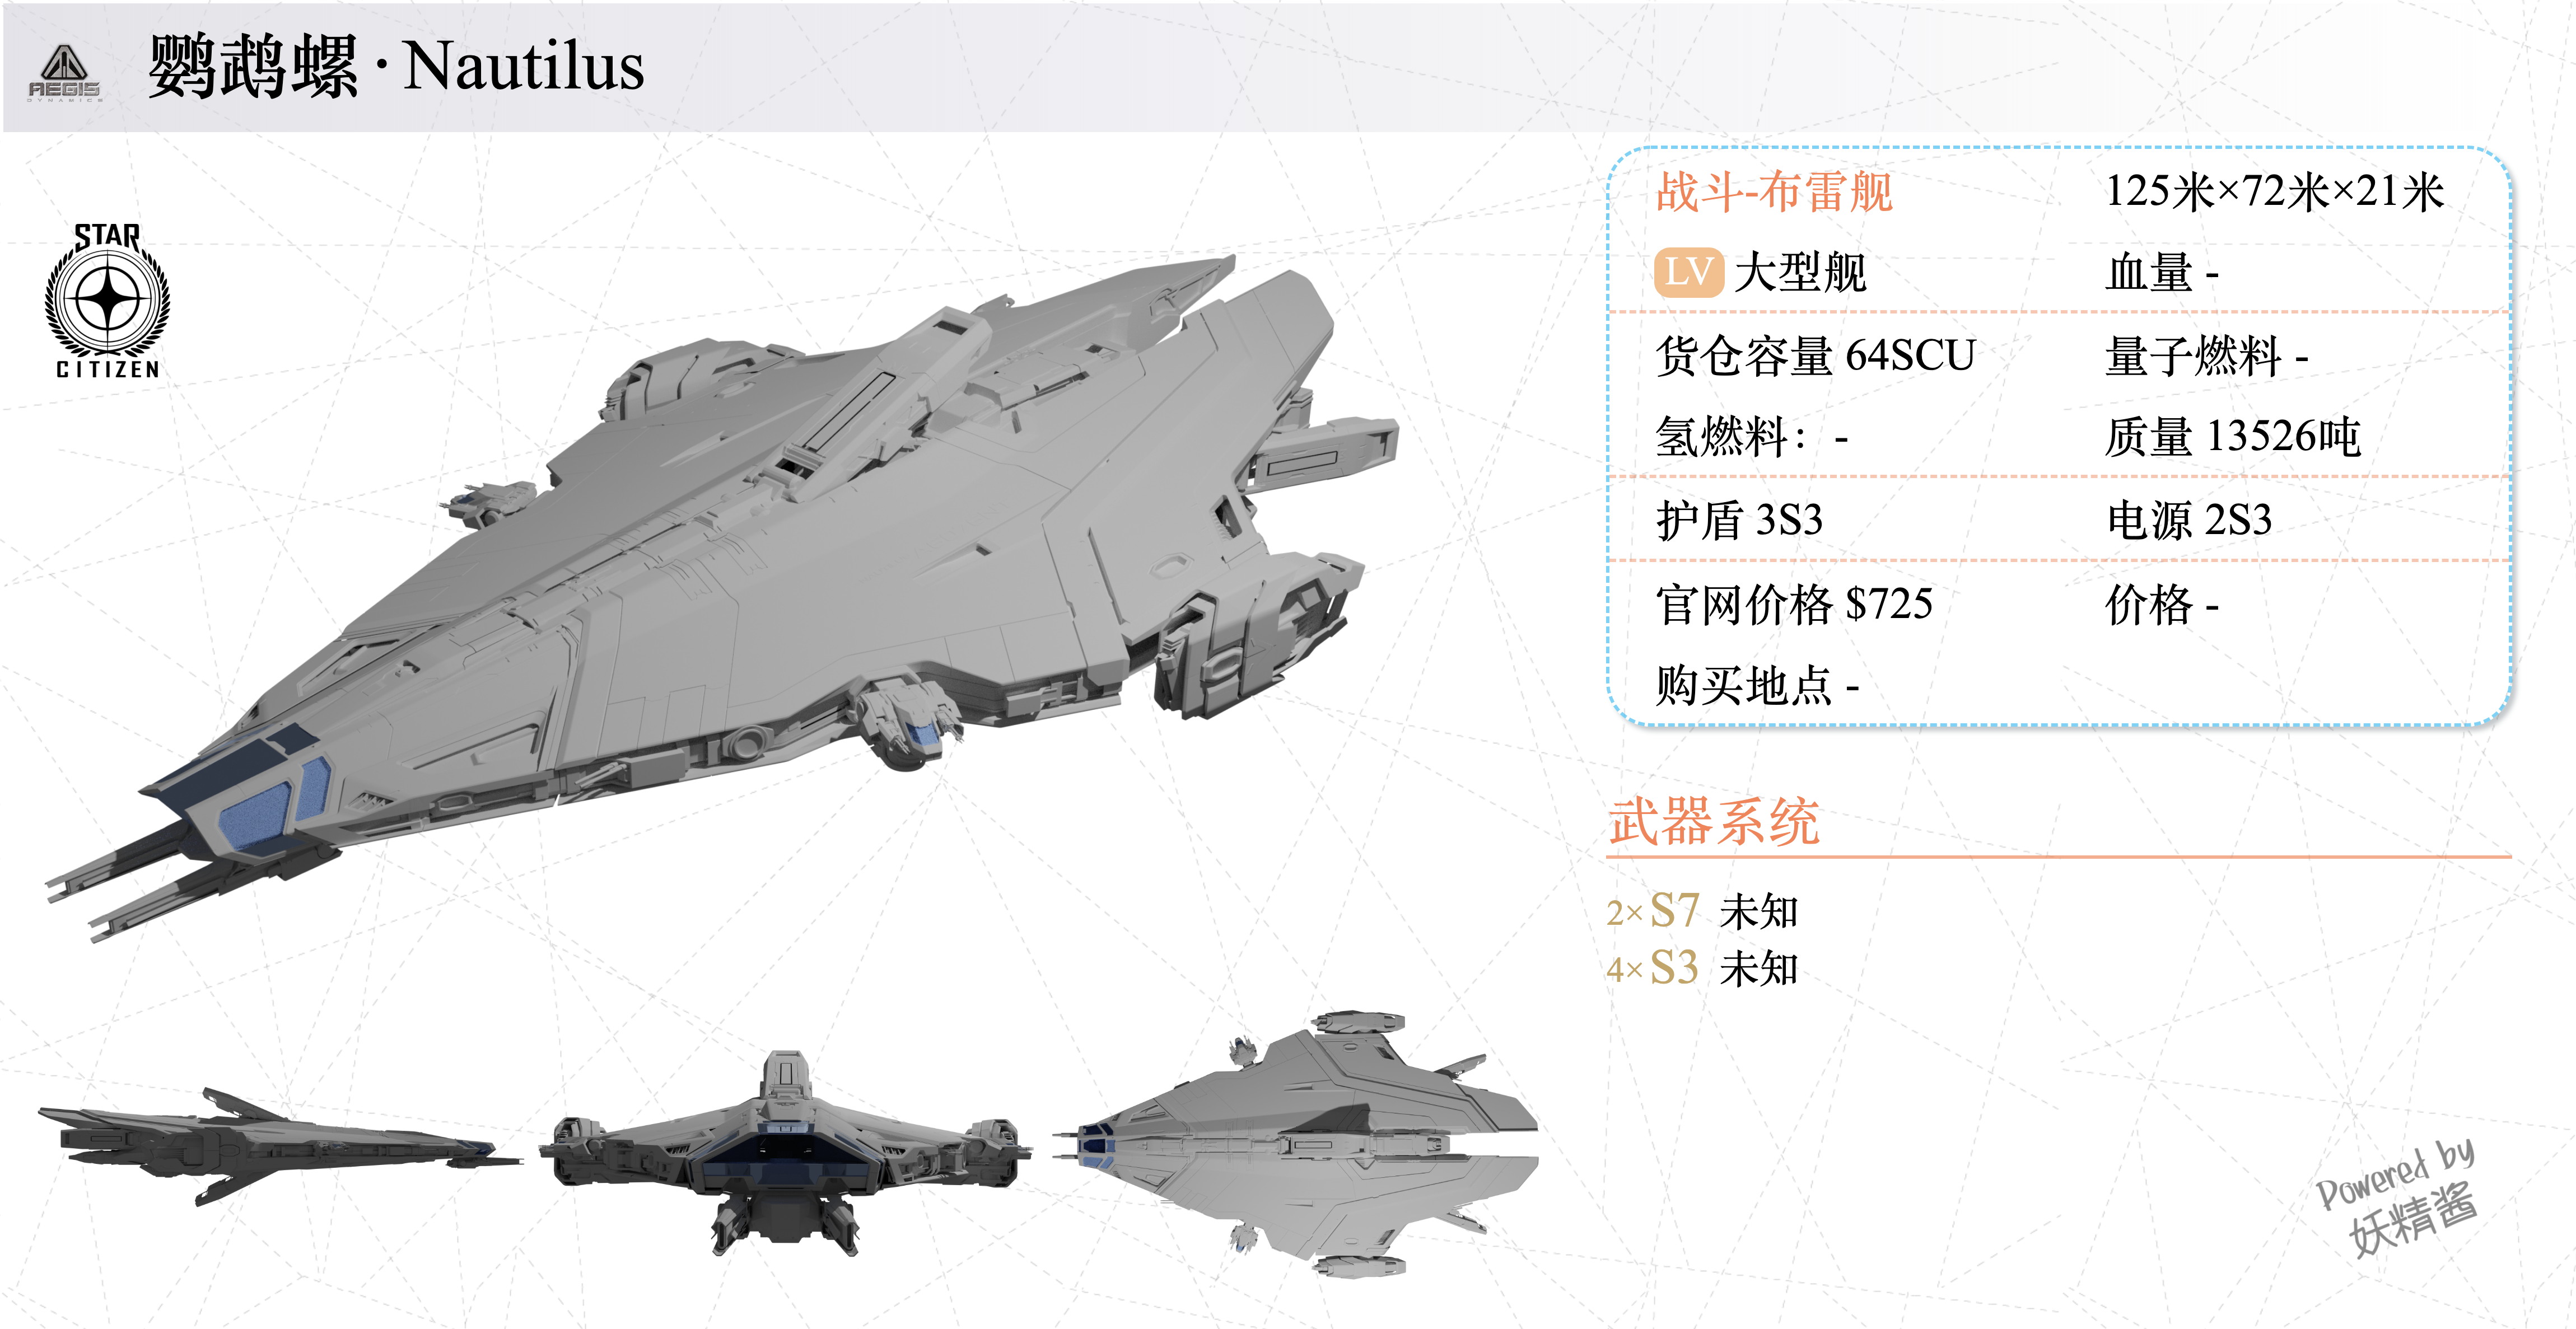 AEGIS
DYNAMICS
鹦鹉螺·Nautilus
STAR
CITIZEN
战斗-布雷舰 125米×72米×21米
LV 大型舰 血量 -
货仓容量 64SCU 量子燃料 -
氢燃料：- 质量 13526吨
护盾 3S3 电源 2S3
官网价格 $725 价格 -
购买地点 -
武器系统
2× S7 未知
4× S3 未知
Powered by
妖精酱